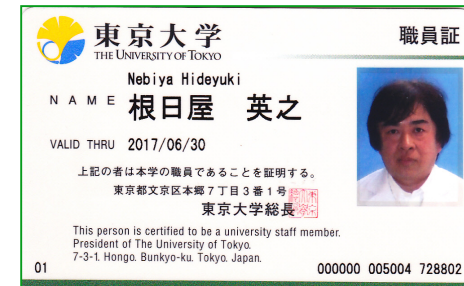 東京大学
THE UNIVERSITY OF TOKYO
職員証
Nebiya Hideyuki
NAME 根日屋 英之
VALID THRU 2017/06/30
上記の者は本学の職員であることを証明する。
東京都文京区本郷7丁目3番1号
東京大学総長
This person is certified to be a university staff member.
President of The University of Tokyo.
7-3-1. Hongo. Bunkyo-ku. Tokyo. Japan.
01
000000 005004 728802